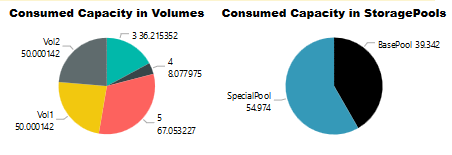 Consumed Capacity in Volumes
3 36.215352
4
8.077975
5
67.053227
Vol1
50.000142
Vol2
50.000142
Consumed Capacity in StoragePools
BasePool 39.342
SpecialPool
54.974